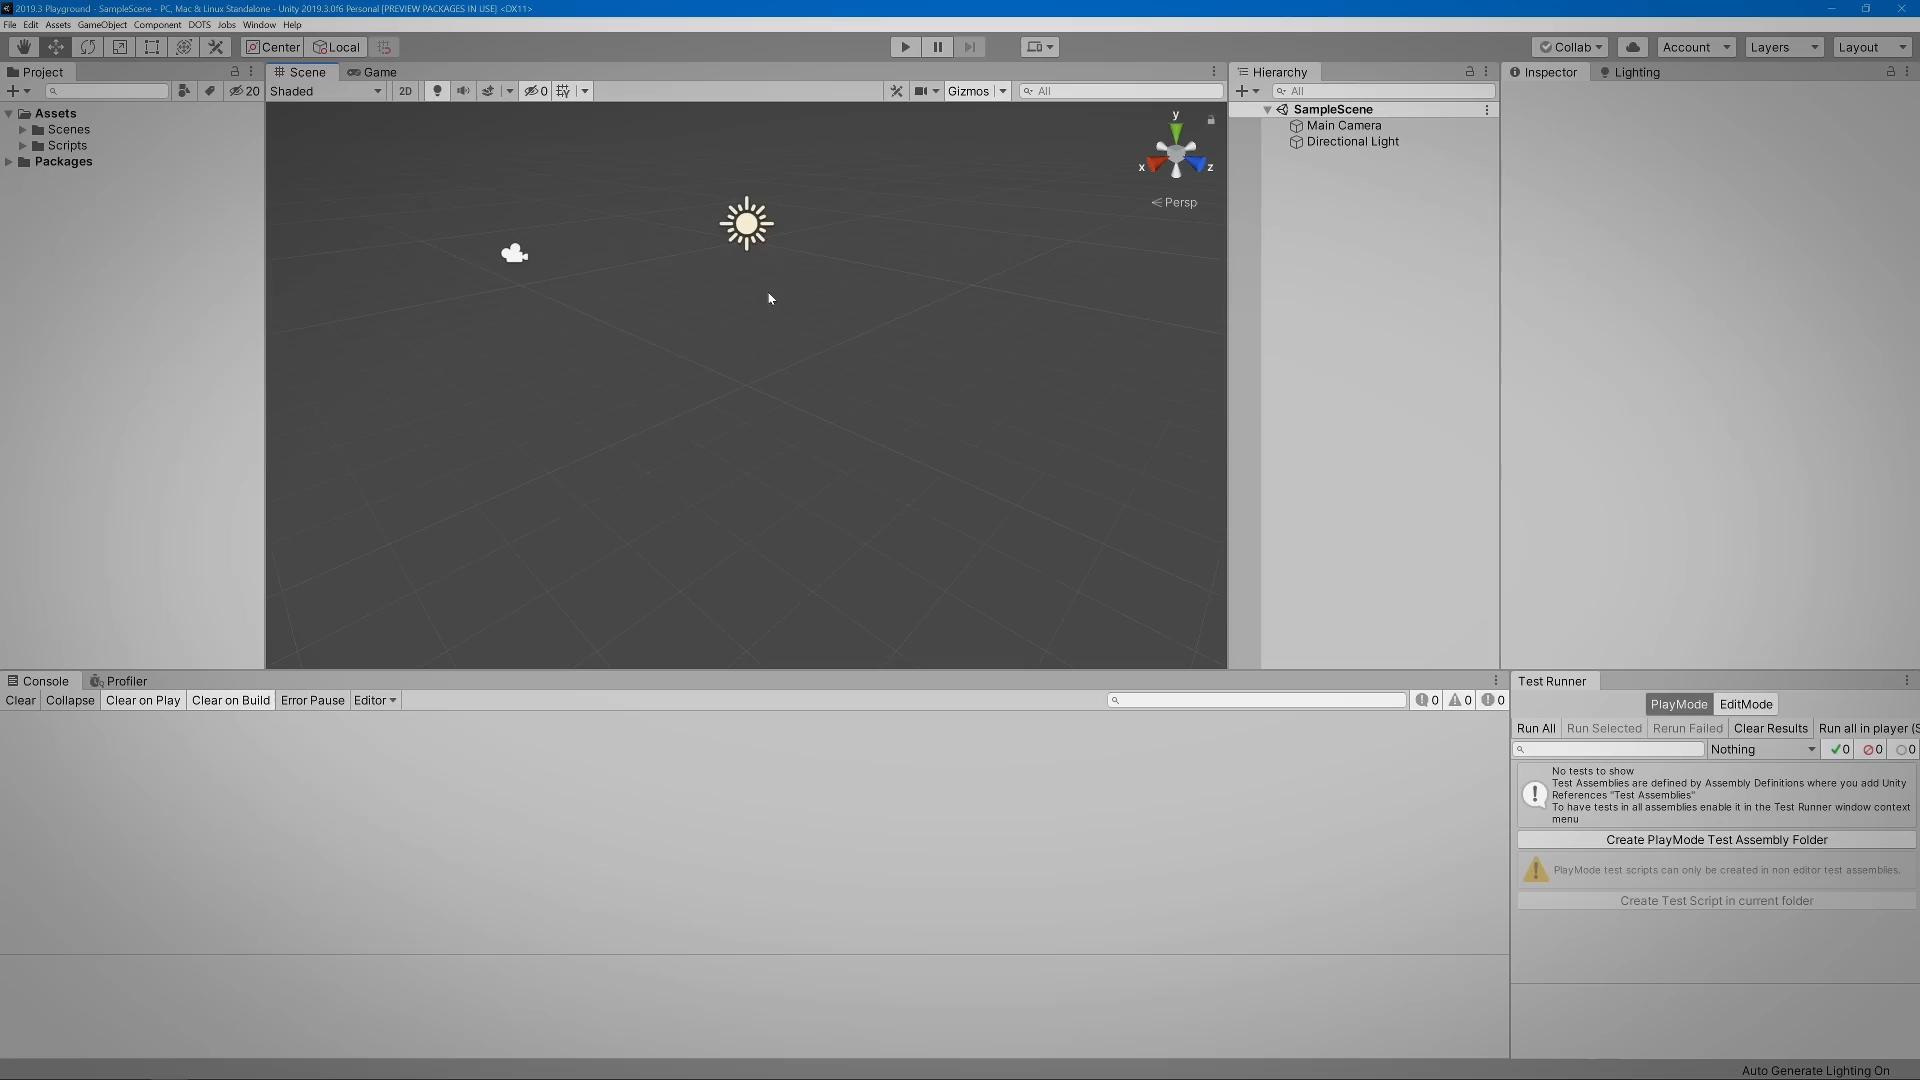 2019.3 Playground - SampleScene - PC, Mac & Linux Standalone - Unity 2019.3.0f6 Personal [PREVIEW PACKAGES IN USE] <DX11>
File Edit Assets GameObject Component DOTS Jobs Window Help
Center Local Collab Account Layers Layout
Project
20
Assets
Scenes
Scripts
Packages
Scene Game
Shaded 2D 0 Gizmos All
y
x z
Persp
Hierarchy
All
SampleScene
Main Camera
Directional Light
Inspector Lighting
Console Profiler
Clear Collapse Clear on Play Clear on Build Error Pause Editor 0 0 0
Test Runner
PlayMode EditMode
Run All Run Selected Rerun Failed Clear Results Run all in player (S
Nothing 0 0 0
No tests to show
Test Assemblies are defined by Assembly Definitions where you add Unity
References "Test Assemblies"
To have tests in all assemblies enable it in the Test Runner window context
menu
Create PlayMode Test Assembly Folder
PlayMode test scripts can only be created in non editor test assemblies.
Create Test Script in current folder
Auto Generate Lighting On